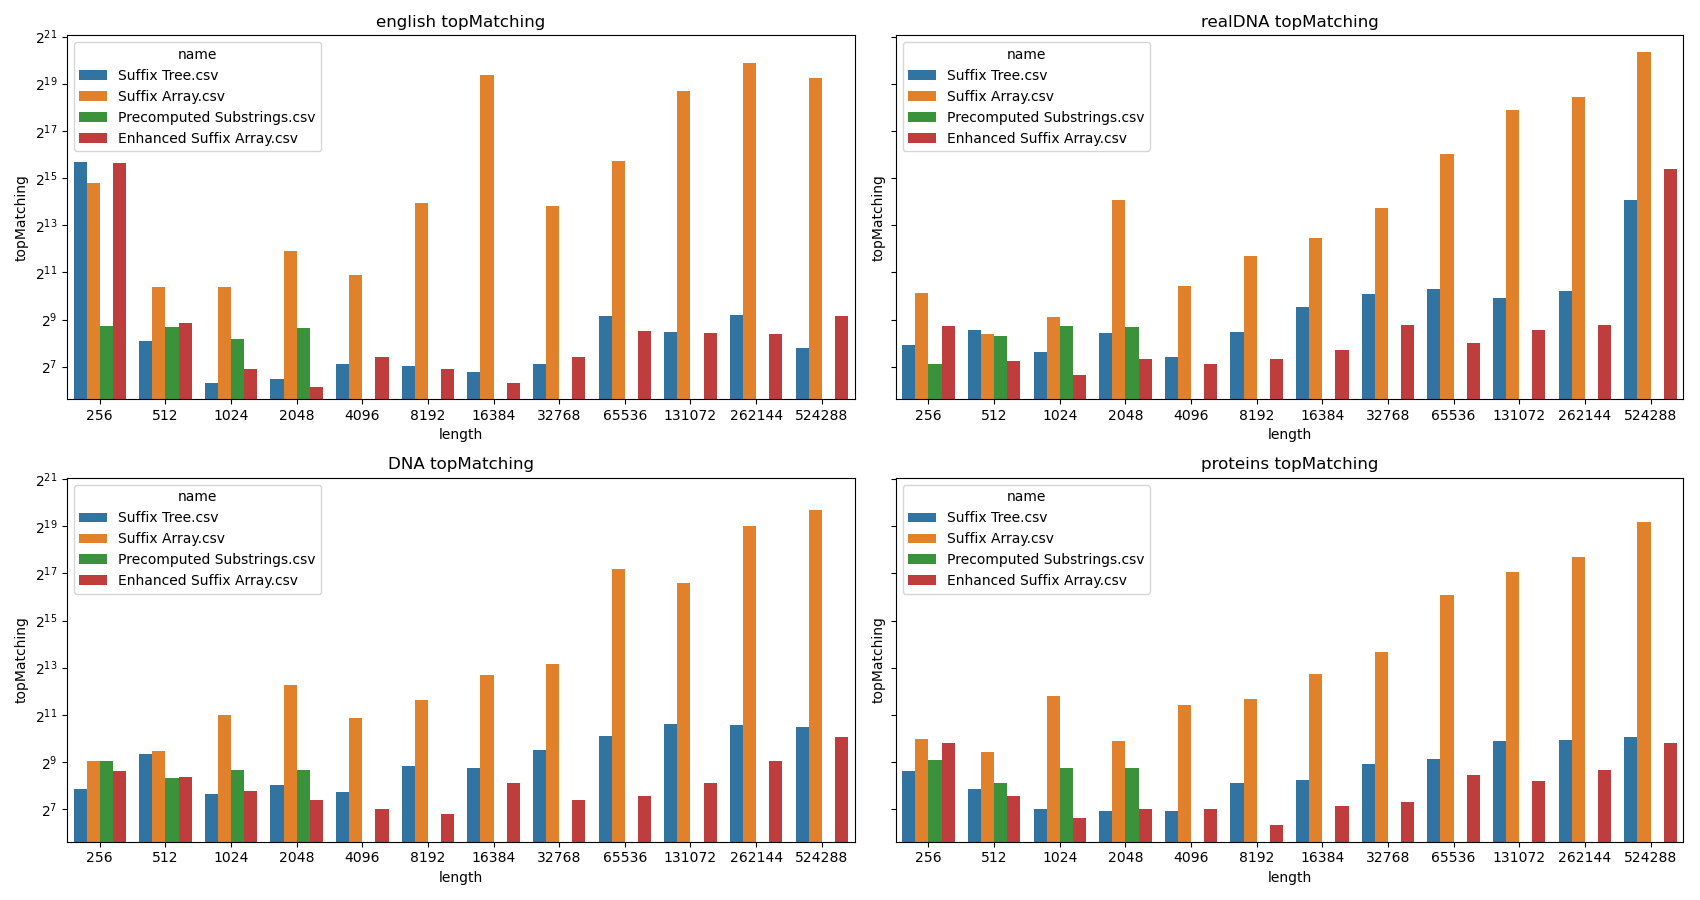 english topMatching
topMatching
2^21
2^19
2^17
2^15
2^13
2^11
2^9
2^7
name
Suffix Tree.csv
Suffix Array.csv
Precomputed Substrings.csv
Enhanced Suffix Array.csv
256 512 1024 2048 4096 8192 16384 32768 65536 131072 262144 524288
length
realDNA topMatching
topMatching
name
Suffix Tree.csv
Suffix Array.csv
Precomputed Substrings.csv
Enhanced Suffix Array.csv
256 512 1024 2048 4096 8192 16384 32768 65536 131072 262144 524288
length
DNA topMatching
topMatching
2^21
2^19
2^17
2^15
2^13
2^11
2^9
2^7
name
Suffix Tree.csv
Suffix Array.csv
Precomputed Substrings.csv
Enhanced Suffix Array.csv
256 512 1024 2048 4096 8192 16384 32768 65536 131072 262144 524288
length
proteins topMatching
topMatching
name
Suffix Tree.csv
Suffix Array.csv
Precomputed Substrings.csv
Enhanced Suffix Array.csv
256 512 1024 2048 4096 8192 16384 32768 65536 131072 262144 524288
length